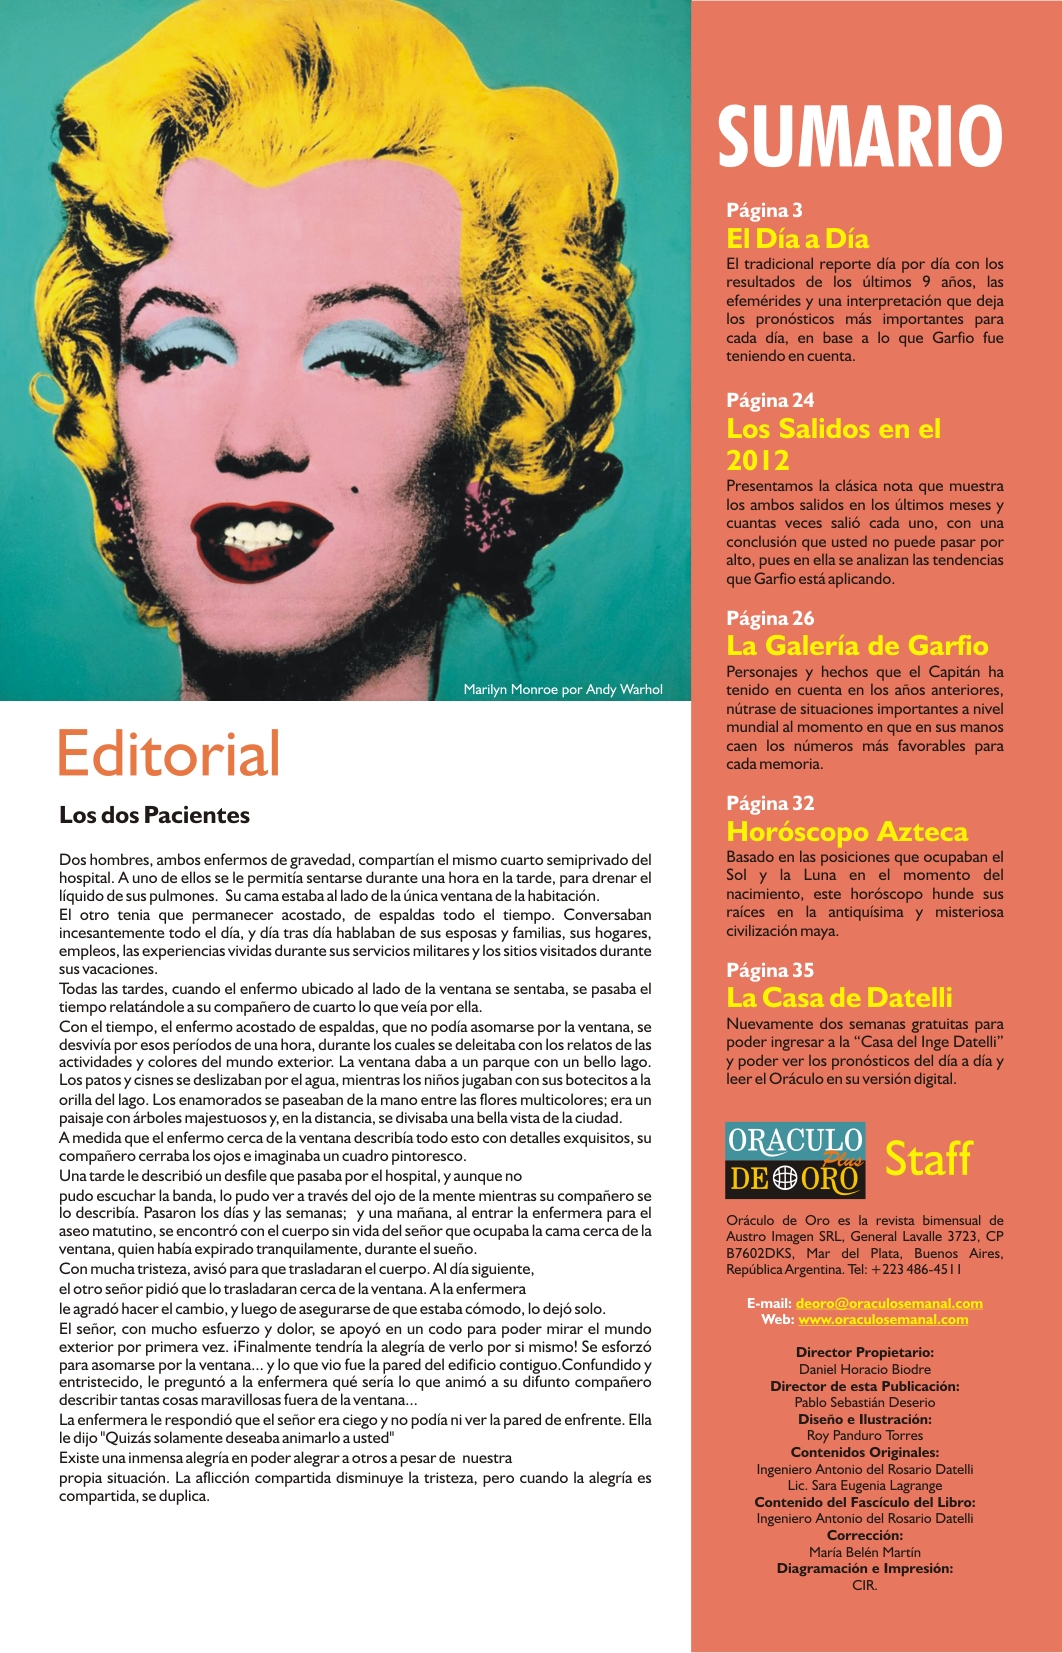 Marilyn Monroe por Andy Warhol
Editorial
Los dos Pacientes
Dos hombres, ambos enfermos de gravedad, compartían el mismo cuarto semiprivado del
hospital. A uno de ellos se le permitía sentarse durante una hora en la tarde, para drenar el
líquido de sus pulmones. Su cama estaba al lado de la única ventana de la habitación.
El otro tenia que permanecer acostado, de espaldas todo el tiempo. Conversaban
incesantemente todo el día, y día tras día hablaban de sus esposas y familias, sus hogares,
empleos, las experiencias vividas durante sus servicios militares y los sitios visitados durante
sus vacaciones.
Todas las tardes, cuando el enfermo ubicado al lado de la ventana se sentaba, se pasaba el
tiempo relatándole a su compañero de cuarto lo que veía por ella.
Con el tiempo, el enfermo acostado de espaldas, que no podía asomarse por la ventana, se
desvivía por esos períodos de una hora, durante los cuales se deleitaba con los relatos de las
actividades y colores del mundo exterior. La ventana daba a un parque con un bello lago.
Los patos y cisnes se deslizaban por el agua, mientras los niños jugaban con sus botecitos a la
orilla del lago. Los enamorados se paseaban de la mano entre las flores multicolores; era un
paisaje con árboles majestuosos y, en la distancia, se divisaba una bella vista de la ciudad.
A medida que el enfermo cerca de la ventana describía todo esto con detalles exquisitos, su
compañero cerraba los ojos e imaginaba un cuadro pintoresco.
Una tarde le describió un desfile que pasaba por el hospital, y aunque no
pudo escuchar la banda, lo pudo ver a través del ojo de la mente mientras su compañero se
lo describía. Pasaron los días y las semanas; y una mañana, al entrar la enfermera para el
aseo matutino, se encontró con el cuerpo sin vida del señor que ocupaba la cama cerca de la
ventana, quien había expirado tranquilamente, durante el sueño.
Con mucha tristeza, avisó para que trasladaran el cuerpo. Al día siguiente,
el otro señor pidió que lo trasladaran cerca de la ventana. A la enfermera
le agradó hacer el cambio, y luego de asegurarse de que estaba cómodo, lo dejó solo.
El señor, con mucho esfuerzo y dolor, se apoyó en un codo para poder mirar el mundo
exterior por primera vez. ¡Finalmente tendría la alegría de verlo por si mismo! Se esforzó
para asomarse por la ventana... y lo que vio fue la pared del edificio contiguo.Confundido y
entristecido, le preguntó a la enfermera qué sería lo que animó a su difunto compañero
describir tantas cosas maravillosas fuera de la ventana...
La enfermera le respondió que el señor era ciego y no podía ni ver la pared de enfrente. Ella
le dijo "Quizás solamente deseaba animarlo a usted"
Existe una inmensa alegría en poder alegrar a otros a pesar de nuestra
propia situación. La aflicción compartida disminuye la tristeza, pero cuando la alegría es
compartida, se duplica.
SUMARIO
Página 3
El Día a Día
El tradicional reporte día por día con los
resultados de los últimos 9 años, las
efemérides y una interpretación que deja
los pronósticos más importantes para
cada día, en base a lo que Garfio fue
teniendo en cuenta.
Página 24
Los Salidos en el
2012
Presentamos la clásica nota que muestra
los ambos salidos en los últimos meses y
cuantas veces salió cada uno, con una
conclusión que usted no puede pasar por
alto, pues en ella se analizan las tendencias
que Garfio está aplicando.
Página 26
La Galería de Garfio
Personajes y hechos que el Capitán ha
tenido en cuenta en los años anteriores,
nútrase de situaciones importantes a nivel
mundial al momento en que en sus manos
caen los números más favorables para
cada memoria.
Página 32
Horóscopo Azteca
Basado en las posiciones que ocupaban el
Sol y la Luna en el momento del
nacimiento, este horóscopo hunde sus
raíces en la antiquísima y misteriosa
civilización maya.
Página 35
La Casa de Datelli
Nuevamente dos semanas gratuitas para
poder ingresar a la “Casa del Inge Datelli”
y poder ver los pronósticos del día a día y
leer el Oráculo en su versión digital.
ORACULO
Plus
DE ORO
Staff
Oráculo de Oro es la revista bimensual de
Austro Imagen SRL, General Lavalle 3723, CP
B7602DKS, Mar del Plata, Buenos Aires,
República Argentina. Tel: +223 486-4511
E-mail: deoro@oraculosemanal.com
Web: www.oraculosemanal.com
Director Propietario:
Daniel Horacio Biodre
Director de esta Publicación:
Pablo Sebastián Deserio
Diseño e Ilustración:
Roy Panduro Torres
Contenidos Originales:
Ingeniero Antonio del Rosario Datelli
Lic. Sara Eugenia Lagrange
Contenido del Fascículo del Libro:
Ingeniero Antonio del Rosario Datelli
Corrección:
María Belén Martín
Diagramación e Impresión:
CIR.